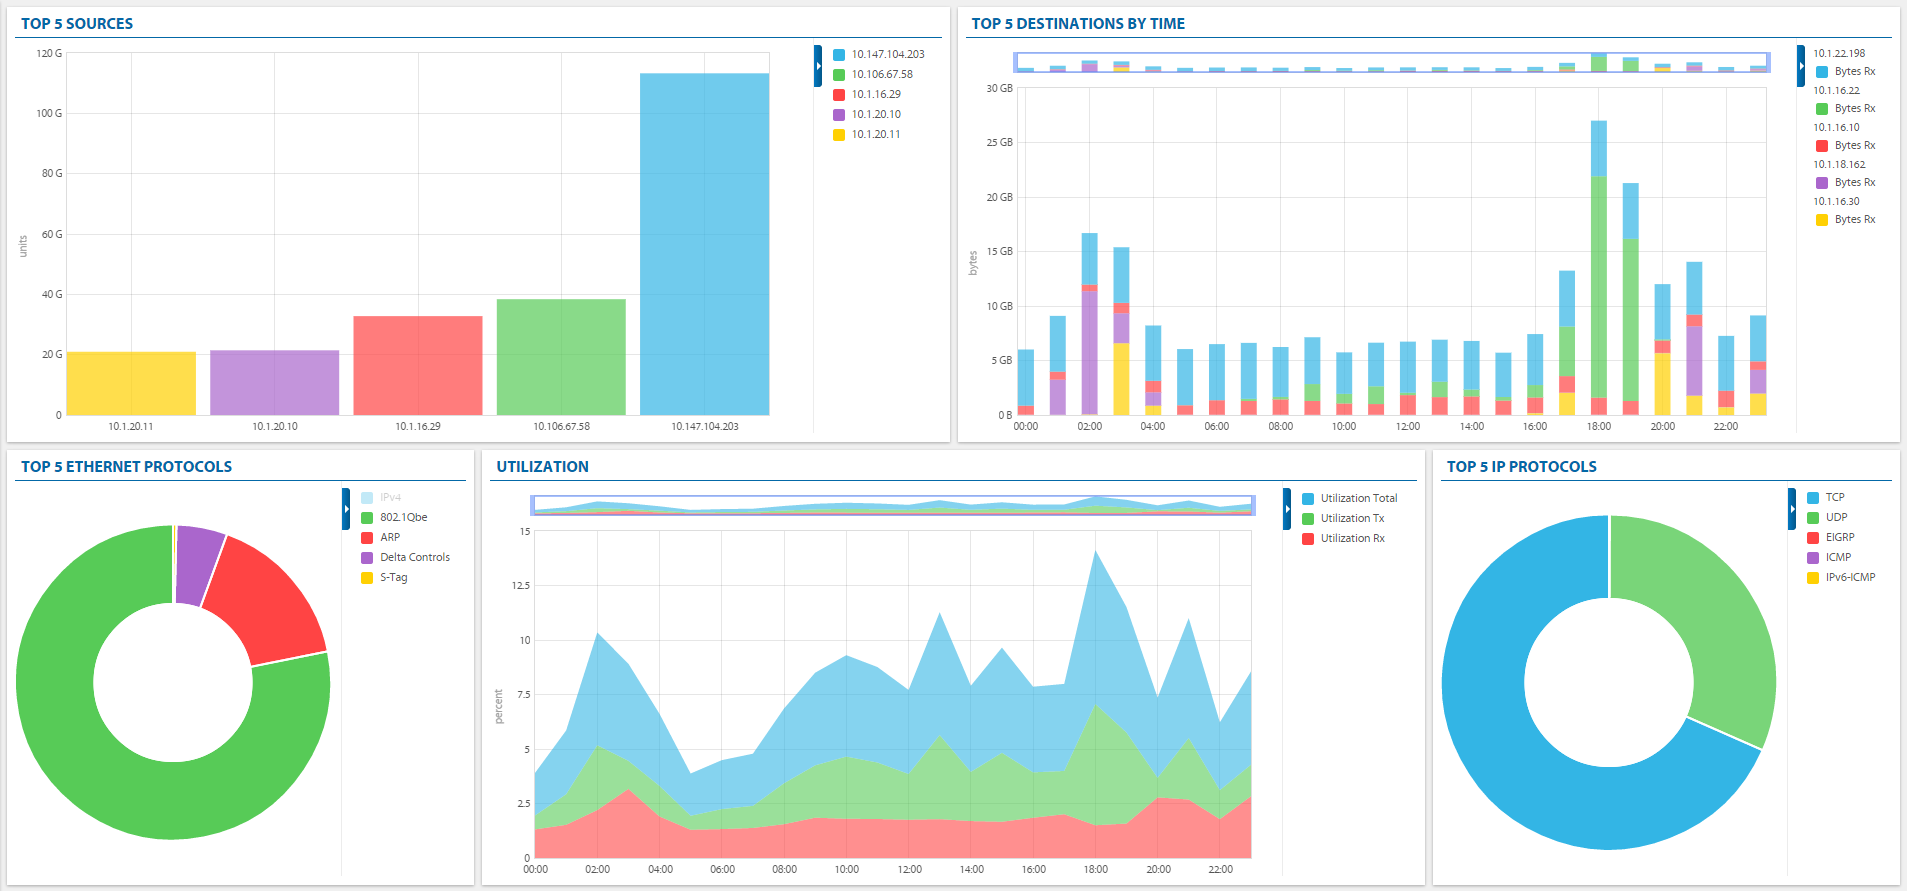 TOP 5 SOURCES
120 G
100 G
80 G
60 G
40 G
20 G
0
units
10.1.20.11
10.1.20.10
10.1.16.29
10.106.67.58
10.147.104.203
10.147.104.203
10.106.67.58
10.1.16.29
10.1.20.10
10.1.20.11
TOP 5 DESTINATIONS BY TIME
30 GB
25 GB
20 GB
15 GB
10 GB
5 GB
0 B
bytes
00:00
02:00
04:00
06:00
08:00
10:00
12:00
14:00
16:00
18:00
20:00
22:00
10.1.22.198
Bytes Rx
10.1.16.22
Bytes Rx
10.1.16.10
Bytes Rx
10.1.18.162
Bytes Rx
10.1.16.30
Bytes Rx
TOP 5 ETHERNET PROTOCOLS
IPv4
802.1Qbe
ARP
Delta Controls
S-Tag
UTILIZATION
15
12.5
10
7.5
5
2.5
0
percent
00:00
02:00
04:00
06:00
08:00
10:00
12:00
14:00
16:00
18:00
20:00
22:00
Utilization Total
Utilization Tx
Utilization Rx
TOP 5 IP PROTOCOLS
TCP
UDP
EIGRP
ICMP
IPv6-ICMP